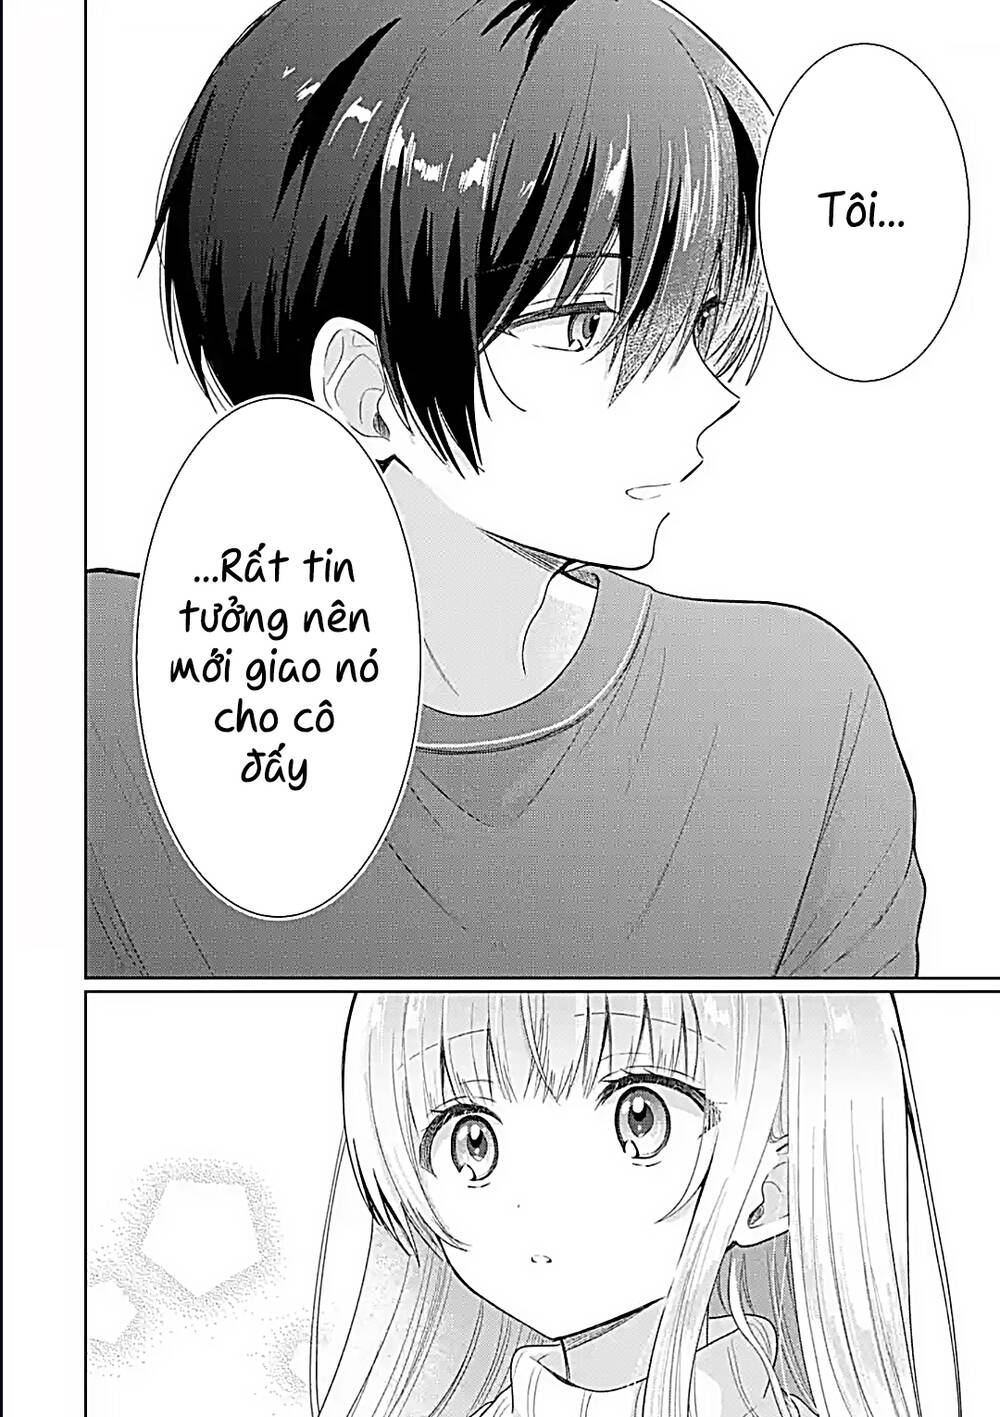 Tôi...
...Rất tin
tưởng nên
mới giao nó
cho cô
đấy